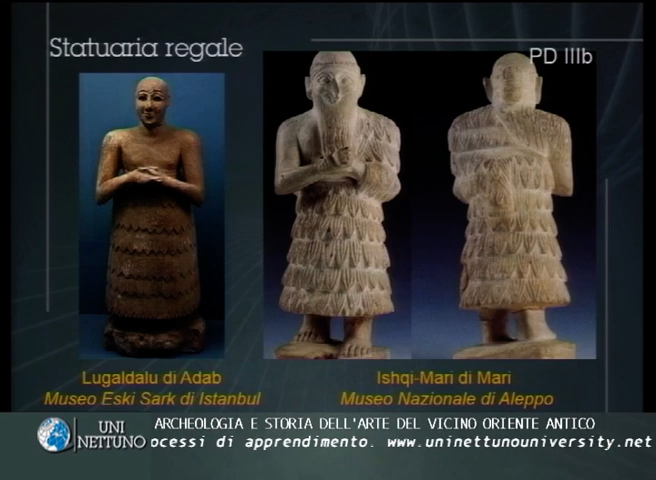 Statuaria regale
PD IIIb
Lugaldalu di Adab
Museo Eski Sark di Istanbul
Ishqi-Mari di Mari
Museo Nazionale di Aleppo
UNI NETTUNO
ARCHEOLOGIA E STORIA DELL'ARTE DEL VICINO ORIENTE ANTICO
ocessi di apprendimento. www.uninettunouniversity.net